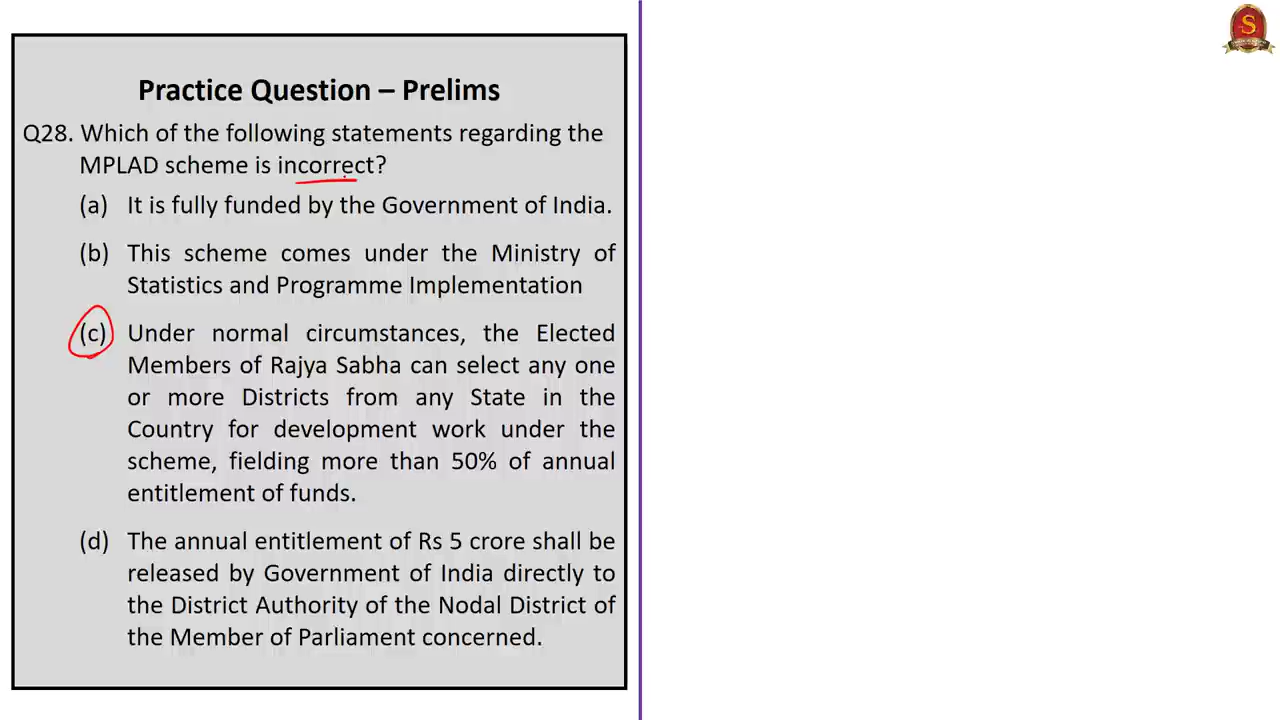 Practice Question – Prelims
Q28. Which of the following statements regarding the
MPLAD scheme is incorrect?
(a) It is fully funded by the Government of India.
(b) This scheme comes under the Ministry of
Statistics and Programme Implementation
(c) Under normal circumstances, the Elected
Members of Rajya Sabha can select any one
or more Districts from any State in the
Country for development work under the
scheme, fielding more than 50% of annual
entitlement of funds.
(d) The annual entitlement of Rs 5 crore shall be
released by Government of India directly to
the District Authority of the Nodal District of
the Member of Parliament concerned.
S